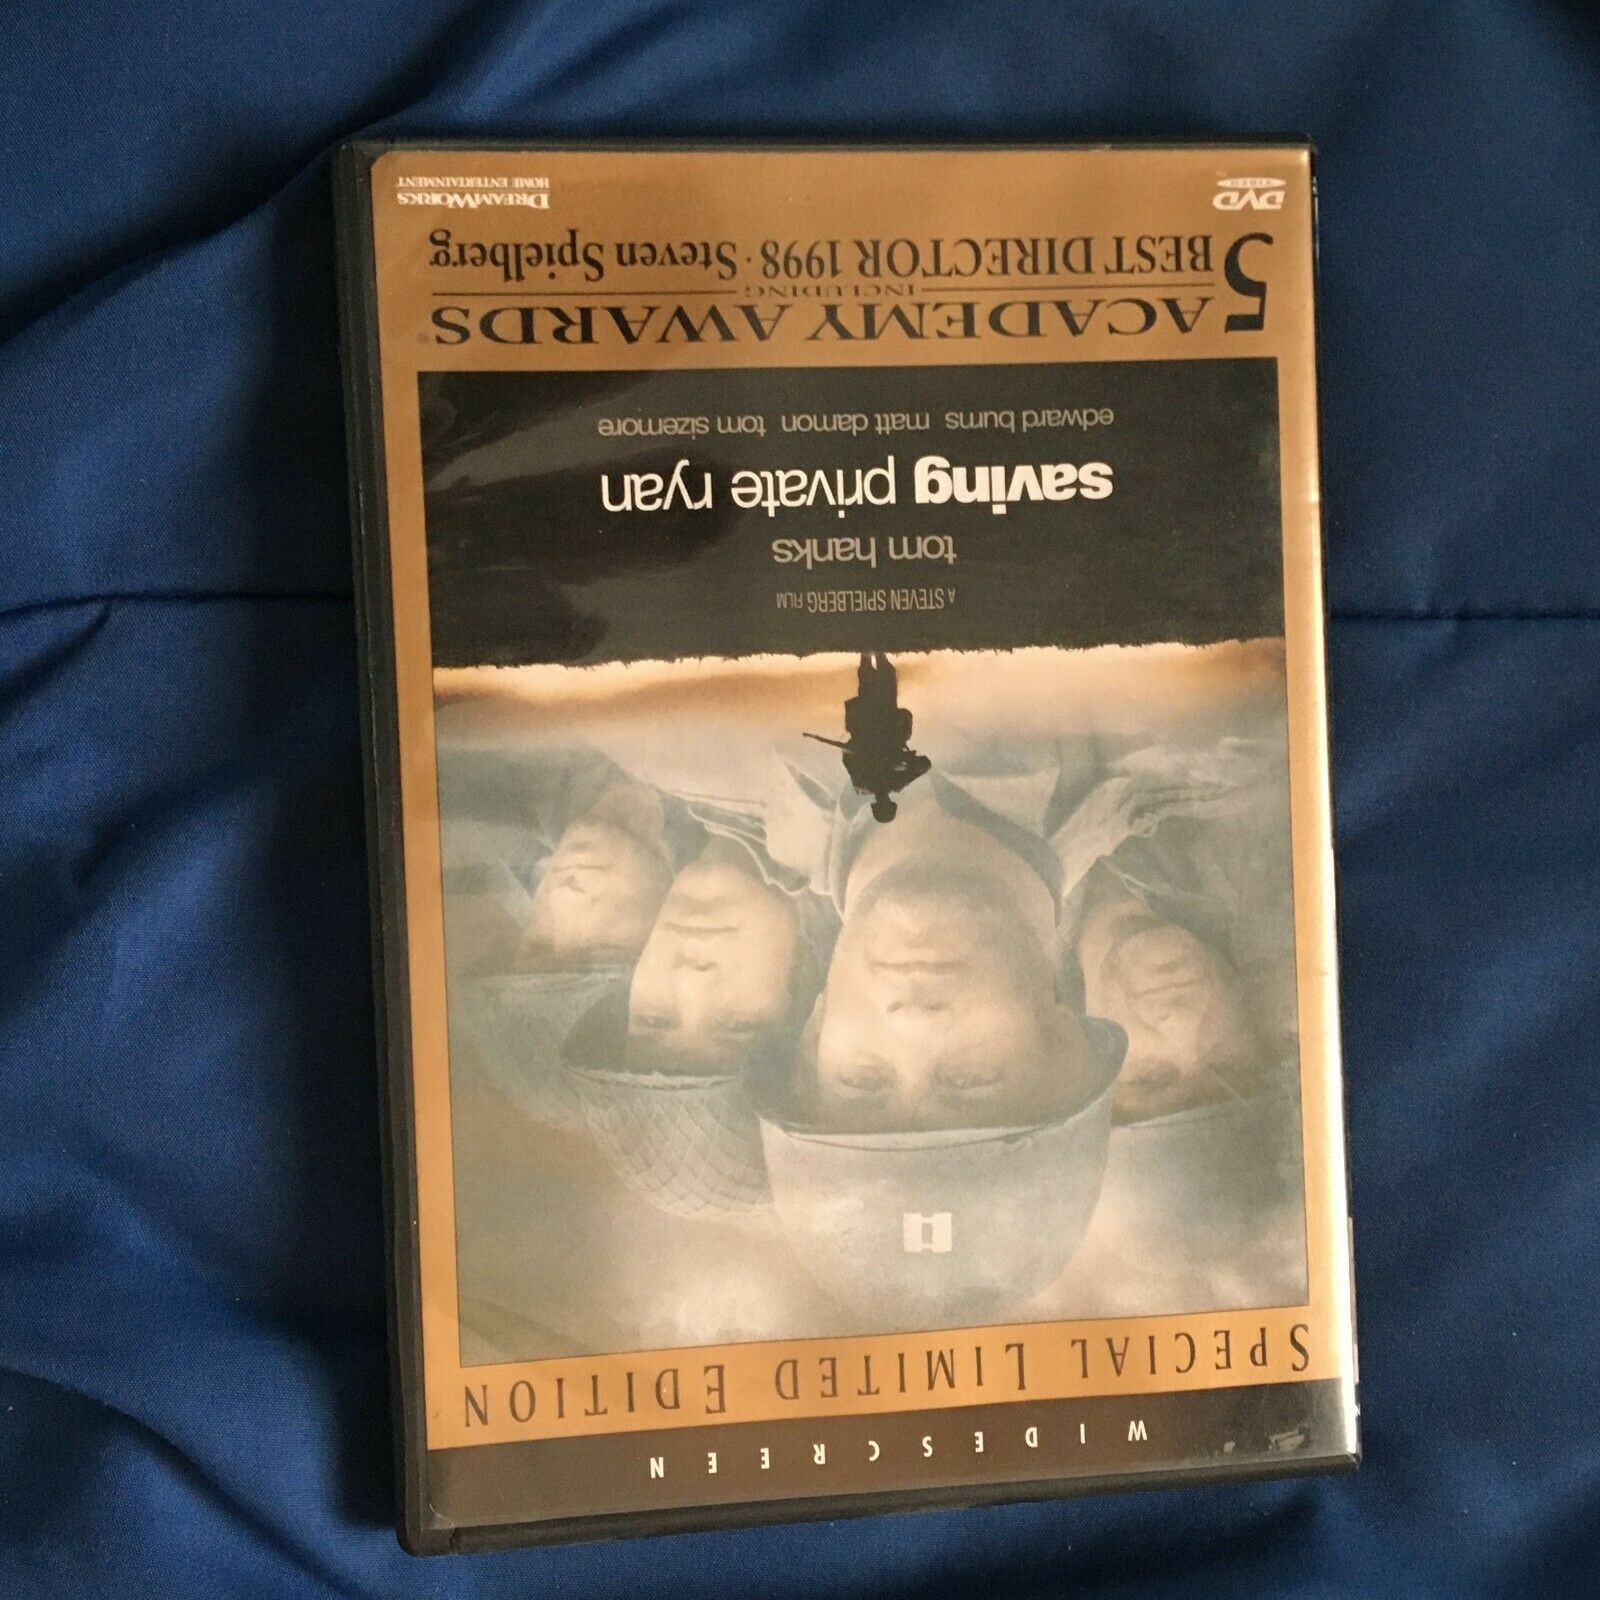 WIDESCREEN
SPECIAL LIMITED EDITION
A STEVEN SPIELBERG FILM
tom hanks
saving private ryan
edward burns matt damon tom sizemore
5 ACADEMY AWARDS®
INCLUDING
BEST DIRECTOR 1998 · Steven Spielberg
DVD
VIDEO
DREAMWORKS
HOME ENTERTAINMENT